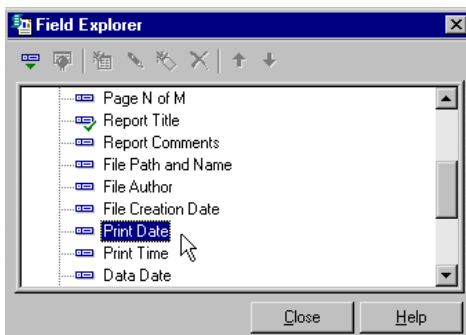 Field Explorer
Page N of M
Report Title
Report Comments
File Path and Name
File Author
File Creation Date
Print Date
Print Time
Data Date
Close Help